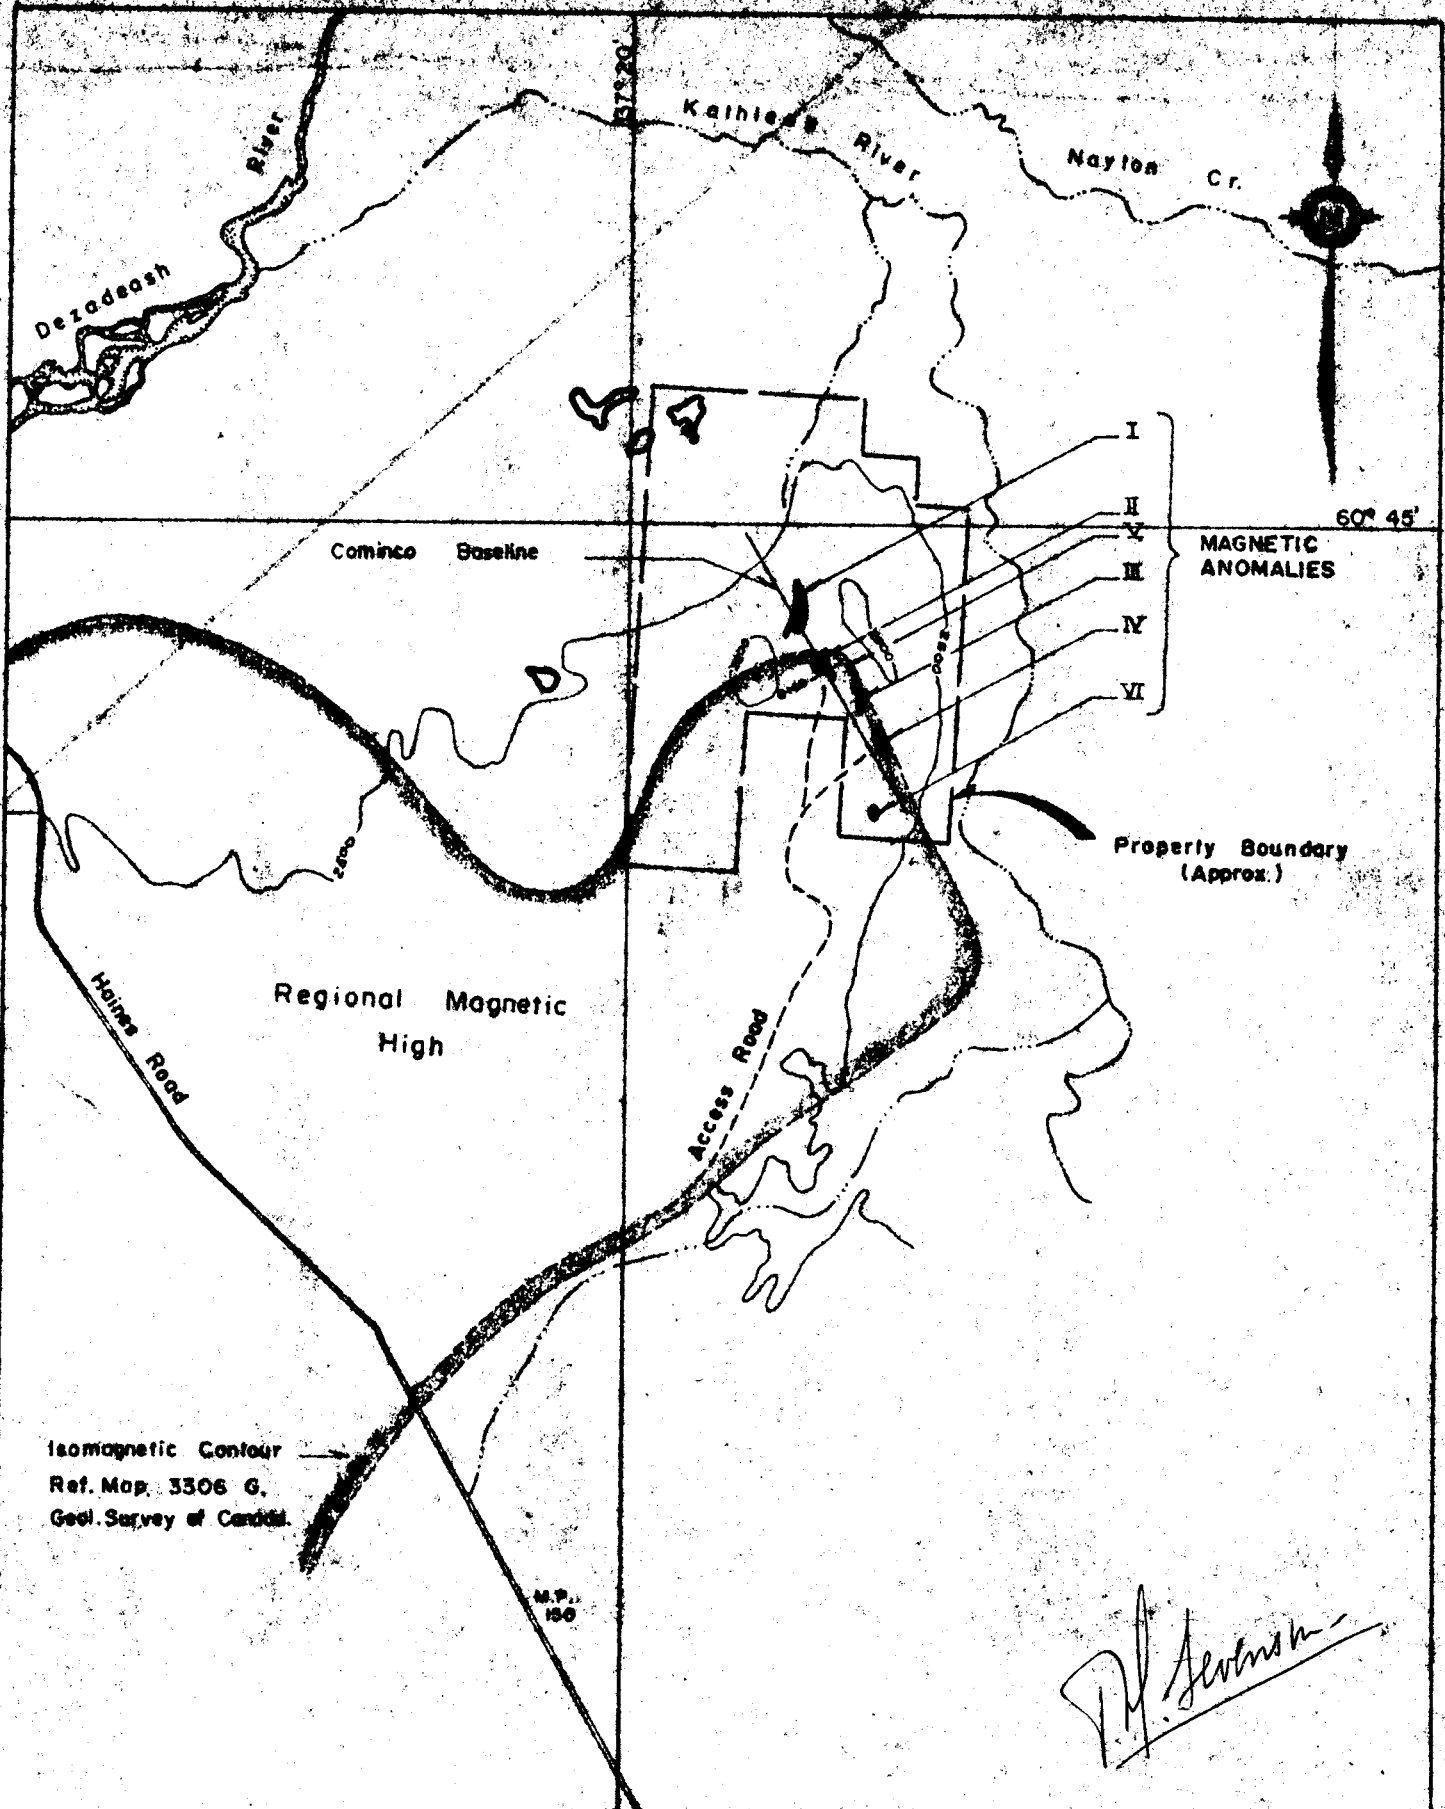 137° 20'
Kathleen River
Nayion Cr.
N
River
Dezadeash
I
II
V
III
IV
VI
60° 45'
MAGNETIC
ANOMALIES
Cominco Baseline
2800
2800
Property Boundary
(Approx.)
Haines Road
Regional Magnetic
High
Access Road
Isomagnetic Contour
Ref. Map. 3306 G.
Geol. Survey of Canada.
M.P.
150